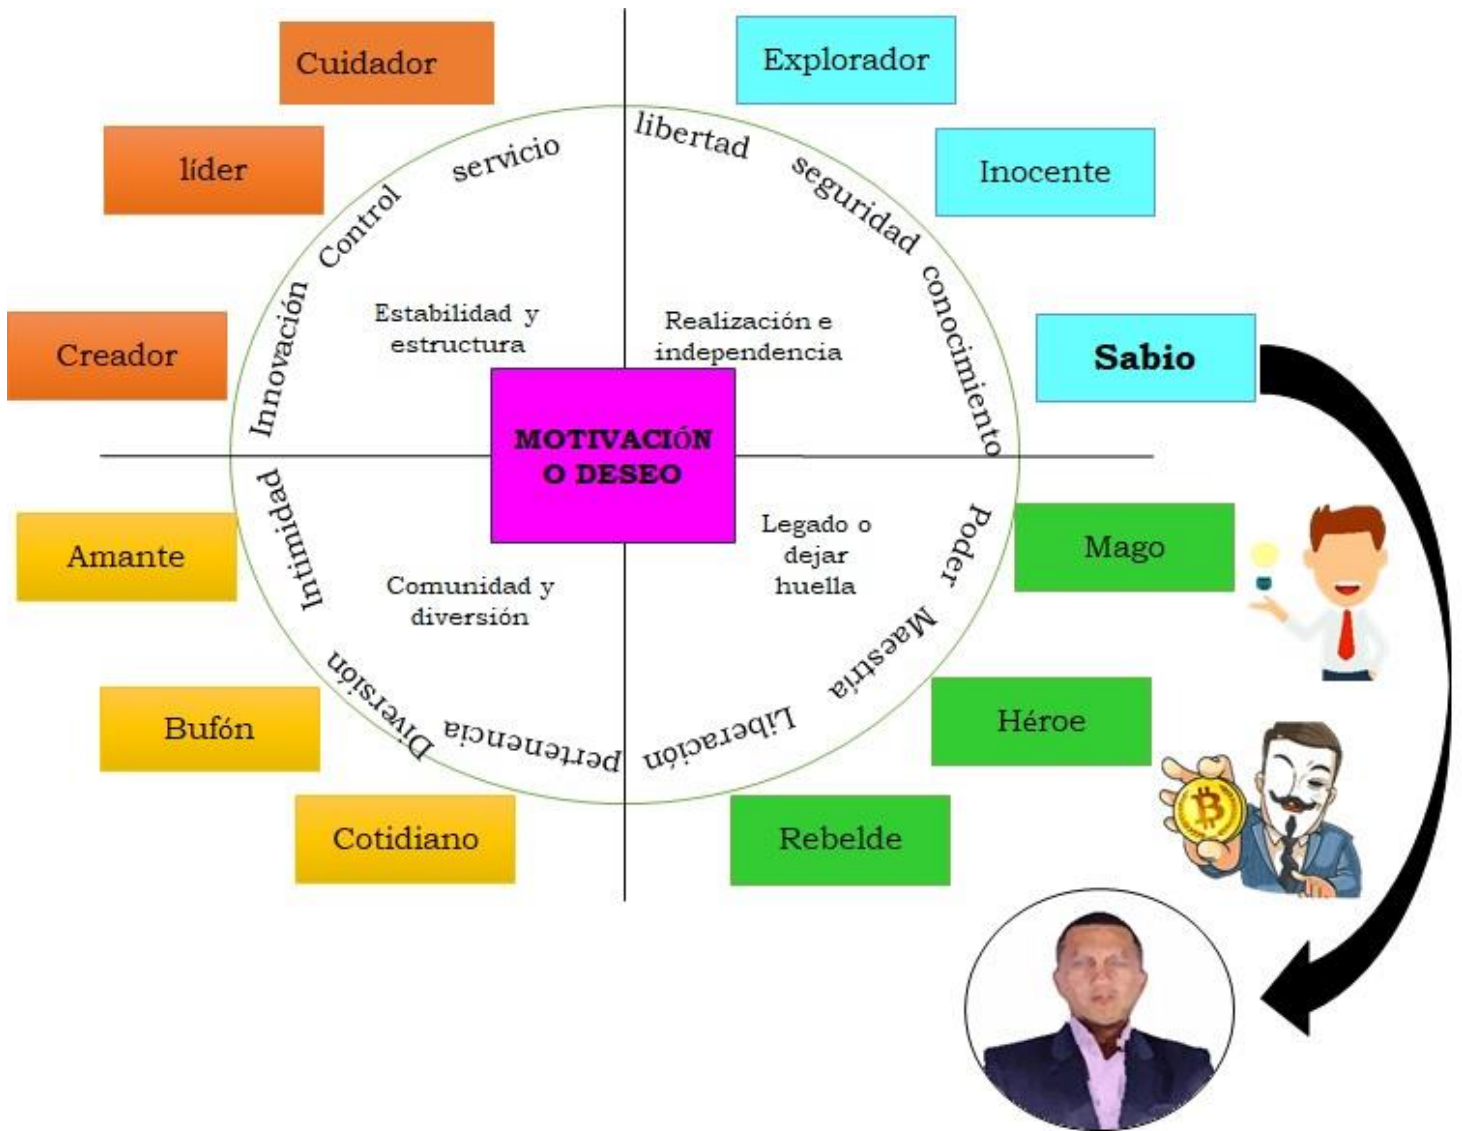 Cuidador
Explorador
líder
Inocente
servicio
libertad
Control
seguridad
Innovación
conocimiento
Estabilidad y
estructura
Realización e
independencia
Creador
Sabio
MOTIVACIÓN
O DESEO
Amante
Intimidad
Comunidad y
diversión
Legado o
dejar
huella
Poder
Mago
Maestría
Bufón
Diversión
pertenencia
Liberación
Héroe
Cotidiano
Rebelde